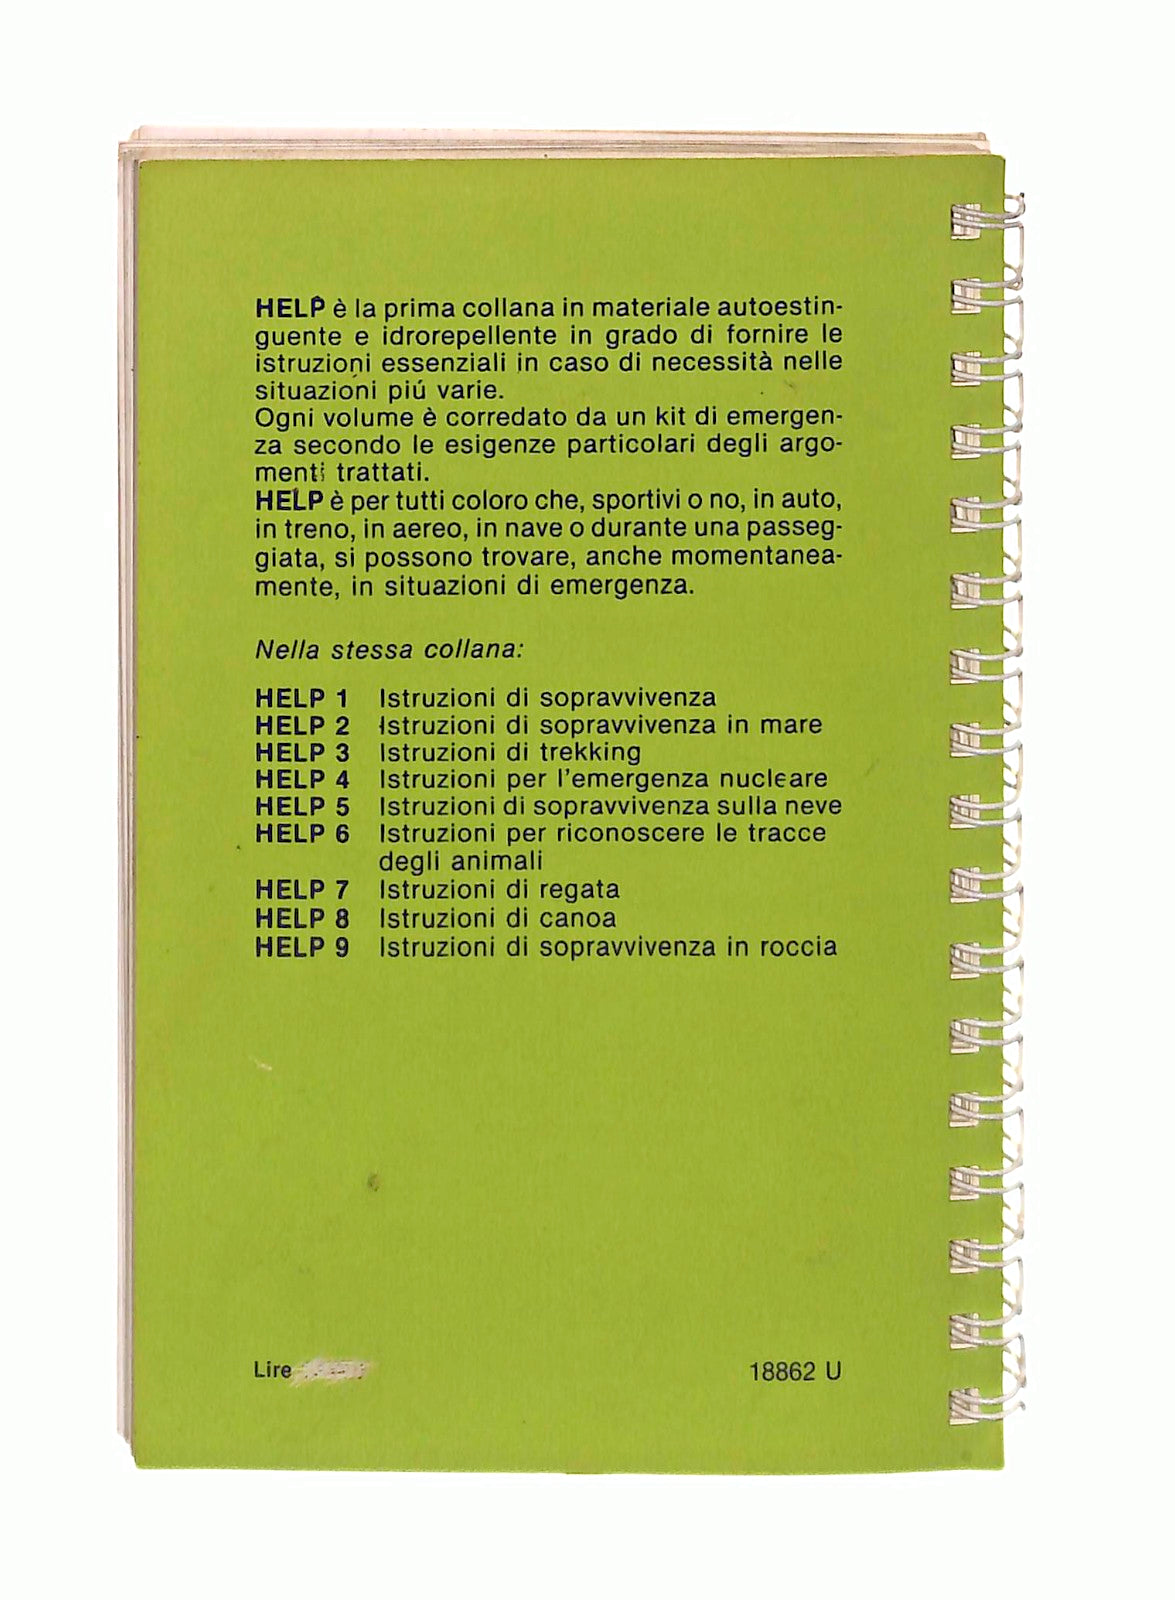 HELP è la prima collana in materiale autoestin-
guente e idrorepellente in grado di fornire le
istruzioni essenziali in caso di necessità nelle
situazioni piú varie.
Ogni volume è corredato da un kit di emergen-
za secondo le esigenze particolari degli argo-
menti trattati.
HELP è per tutti coloro che, sportivi o no, in auto,
in treno, in aereo, in nave o durante una passeg-
giata, si possono trovare, anche momentanea-
mente, in situazioni di emergenza.
Nella stessa collana:
HELP 1 Istruzioni di sopravvivenza
HELP 2 Istruzioni di sopravvivenza in mare
HELP 3 Istruzioni di trekking
HELP 4 Istruzioni per l'emergenza nucleare
HELP 5 Istruzioni di sopravvivenza sulla neve
HELP 6 Istruzioni per riconoscere le tracce
degli animali
HELP 7 Istruzioni di regata
HELP 8 Istruzioni di canoa
HELP 9 Istruzioni di sopravvivenza in roccia
Lire
18862 U